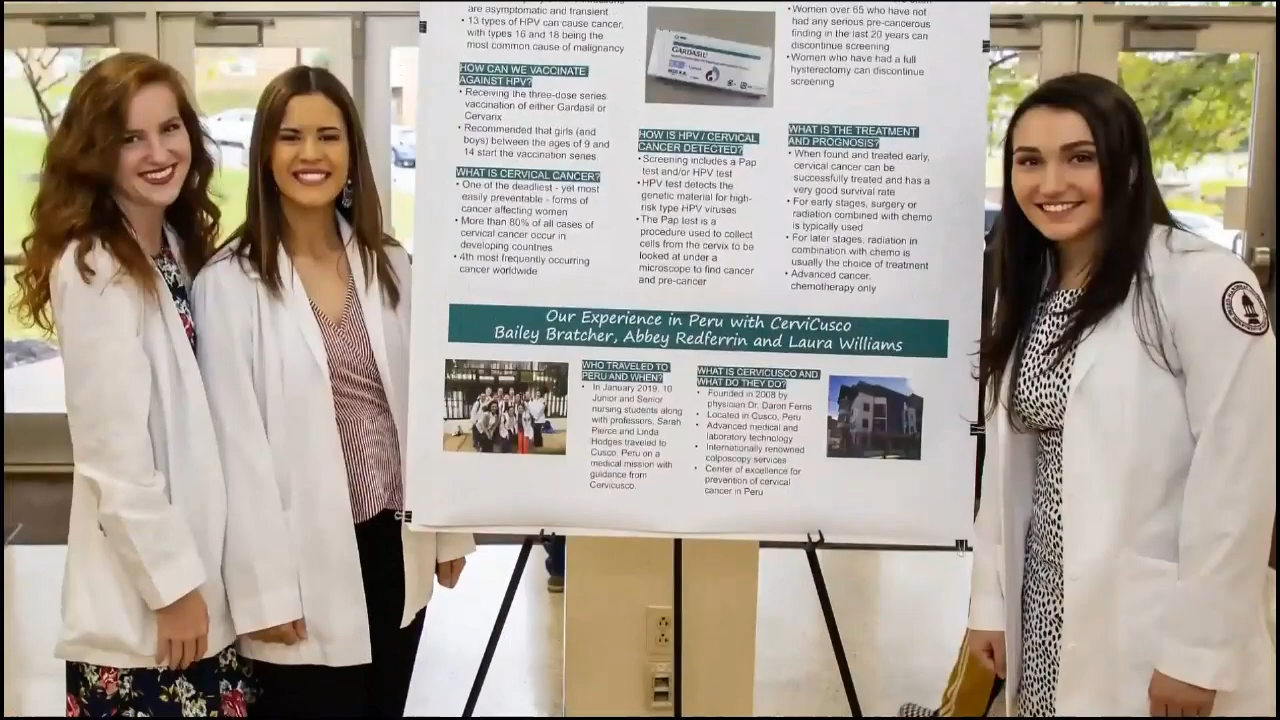 are asymptomatic and transient
• 13 types of HPV can cause cancer,
with types 16 and 18 being the
most common cause of malignancy
HOW CAN WE VACCINATE
AGAINST HPV?
• Receiving the three-dose series
vaccination of either Gardasil or
Cervarix
• Recommended that girls (and
boys) between the ages of 9 and
14 start the vaccination series
WHAT IS CERVICAL CANCER?
• One of the deadliest - yet most
easily preventable - forms of
cancer affecting women
• More than 80% of all cases of
cervical cancer occur in
developing countries
• 4th most frequently occurring
cancer worldwide
GARDASIL
HOW IS HPV / CERVICAL
CANCER DETECTED?
• Screening includes a Pap
test and/or HPV test
• HPV test detects the
genetic material for high-
risk type HPV viruses
• The Pap test is a
procedure used to collect
cells from the cervix to be
looked at under a
microscope to find cancer
and pre-cancer
• Women over 65 who have not
had any serious pre-cancerous
finding in the last 20 years can
discontinue screening
• Women who have had a full
hysterectomy can discontinue
screening
WHAT IS THE TREATMENT
AND PROGNOSIS?
• When found and treated early,
cervical cancer can be
successfully treated and has a
very good survival rate
• For early stages, surgery or
radiation combined with chemo
is typically used
• For later stages, radiation in
combination with chemo is
usually the choice of treatment
• Advanced cancer,
chemotherapy only
Our Experience in Peru with CerviCusco
Bailey Bratcher, Abbey Redferrin and Laura Williams
WHO TRAVELED TO
PERU AND WHEN?
• In January 2019, 10
Junior and Senior
nursing students along
with professors, Sarah
Pierce and Linda
Hodges traveled to
Cusco, Peru on a
medical mission with
guidance from
Cervicusco.
WHAT IS CERVICUSCO AND
WHAT DO THEY DO?
• Founded in 2008 by
physician Dr. Daron Ferris
• Located in Cusco, Peru
• Advanced medical and
laboratory technology
• Internationally renowned
colposcopy services
• Center of excellence for
prevention of cervical
cancer in Peru